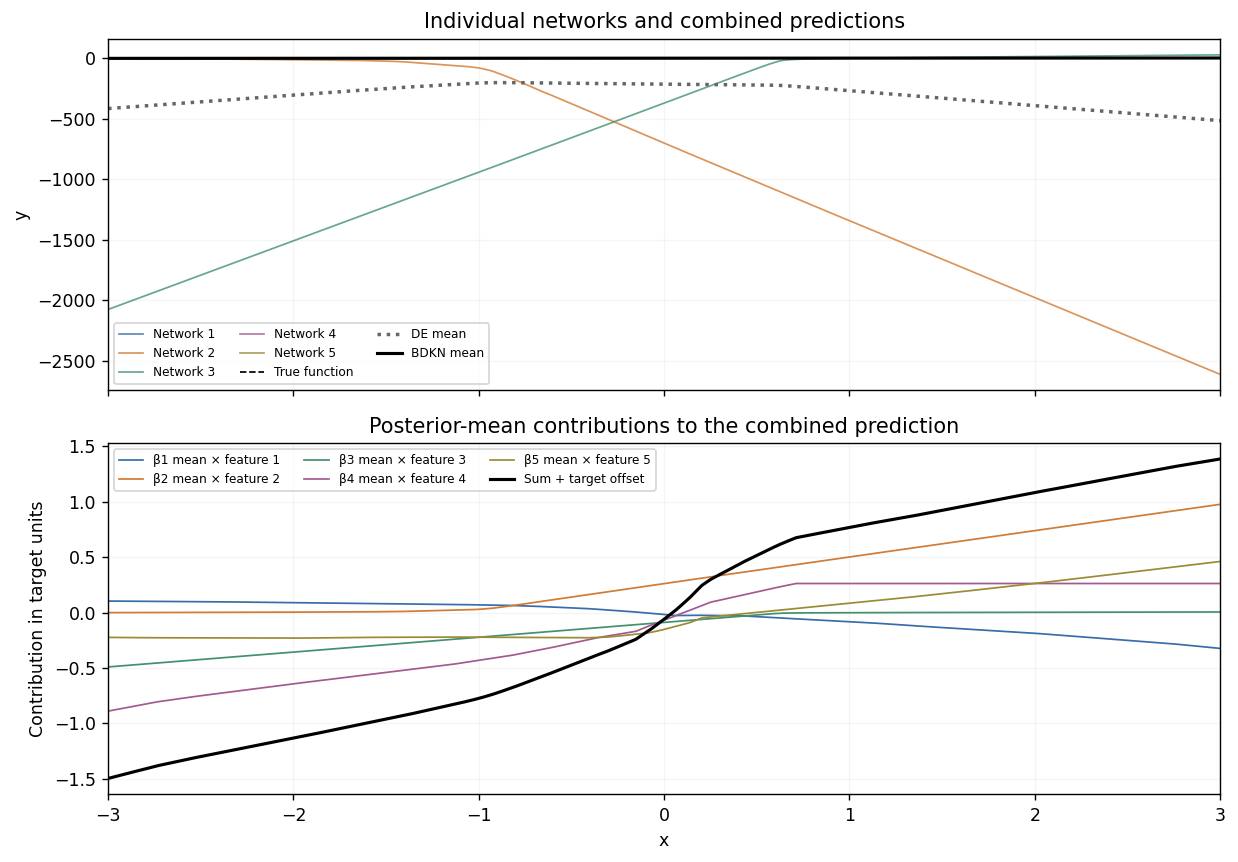 Individual networks and combined predictions
0
−500
−1000
−1500
−2000
−2500
y
Network 1
Network 2
Network 3
Network 4
Network 5
True function
DE mean
BDKN mean
Posterior-mean contributions to the combined prediction
1.5
1.0
0.5
0.0
−0.5
−1.0
−1.5
Contribution in target units
β1 mean × feature 1
β2 mean × feature 2
β3 mean × feature 3
β4 mean × feature 4
β5 mean × feature 5
Sum + target offset
−3
−2
−1
0
1
2
3
x